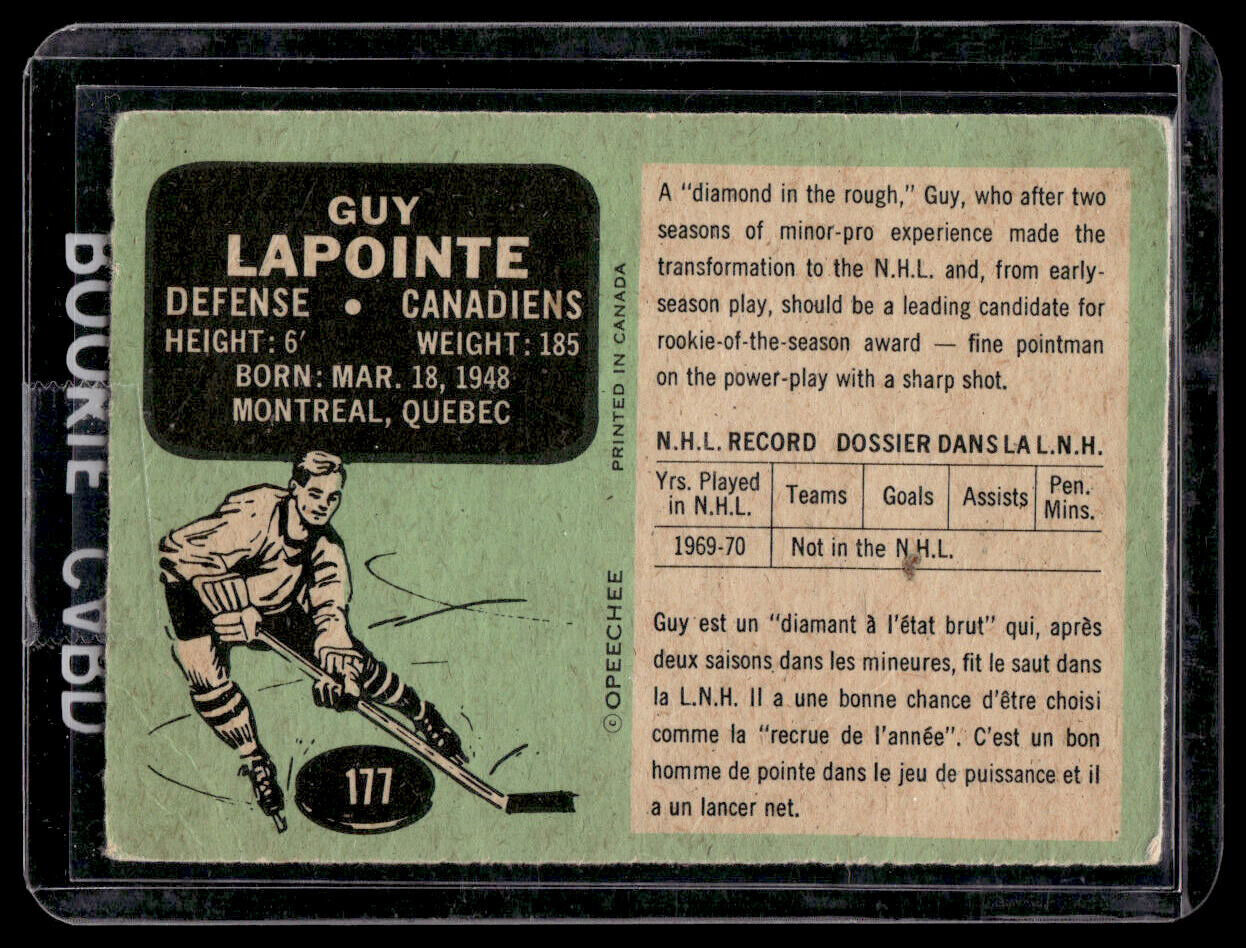 GUY
LAPOINTE
DEFENSE • CANADIENS
HEIGHT: 6' WEIGHT: 185
BORN: MAR. 18, 1948
MONTREAL, QUEBEC
177
© OPEECHEE PRINTED IN CANADA
A "diamond in the rough," Guy, who after two
seasons of minor-pro experience made the
transformation to the N.H.L. and, from early-
season play, should be a leading candidate for
rookie-of-the-season award — fine pointman
on the power-play with a sharp shot.
N.H.L. RECORD DOSSIER DANS LA L.N.H.
Yrs. Played in N.H.L. Teams Goals Assists Pen. Mins.
1969-70 Not in the N.H.L.
Guy est un "diamant à l'état brut" qui, après
deux saisons dans les mineures, fit le saut dans
la L.N.H. Il a une bonne chance d'être choisi
comme la "recrue de l'année". C'est un bon
homme de pointe dans le jeu de puissance et il
a un lancer net.
ROOKIE CARD